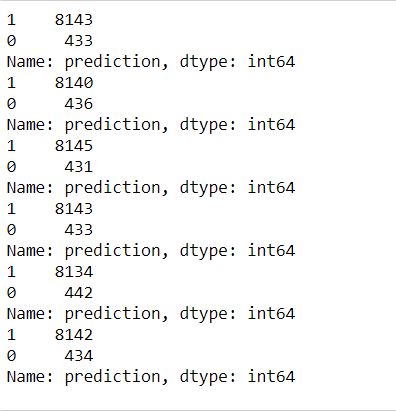 1    8143
0     433
Name: prediction, dtype: int64
1    8140
0     436
Name: prediction, dtype: int64
1    8145
0     431
Name: prediction, dtype: int64
1    8143
0     433
Name: prediction, dtype: int64
1    8134
0     442
Name: prediction, dtype: int64
1    8142
0     434
Name: prediction, dtype: int64